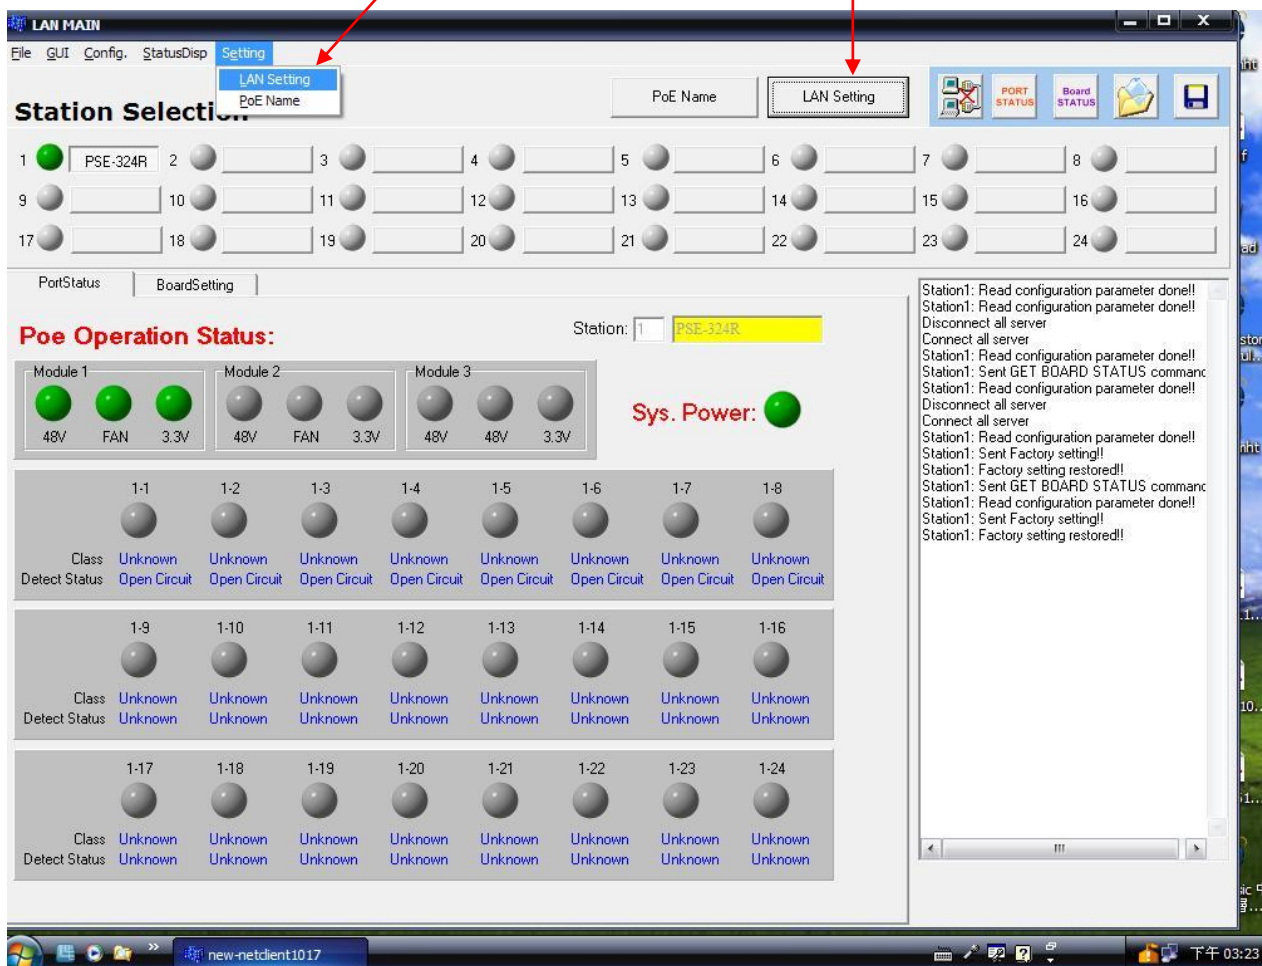 LAN MAIN
File GUI Config. StatusDisp Setting
LAN Setting
PoE Name
Station Selection
PoE Name LAN Setting PORT STATUS Board STATUS
1 PSE-324R 2 3 4 5 6 7 8
9 10 11 12 13 14 15 16
17 18 19 20 21 22 23 24
PortStatus BoardSetting
Poe Operation Status:
Station: 1 PSE-324R
Module 1 Module 2 Module 3
48V FAN 3.3V 48V FAN 3.3V 48V 48V 3.3V
Sys. Power:
1-1 1-2 1-3 1-4 1-5 1-6 1-7 1-8
Class Unknown Unknown Unknown Unknown Unknown Unknown Unknown Unknown
Detect Status Open Circuit Open Circuit Open Circuit Open Circuit Open Circuit Open Circuit Open Circuit Open Circuit
1-9 1-10 1-11 1-12 1-13 1-14 1-15 1-16
Class Unknown Unknown Unknown Unknown Unknown Unknown Unknown Unknown
Detect Status Unknown Unknown Unknown Unknown Unknown Unknown Unknown Unknown
1-17 1-18 1-19 1-20 1-21 1-22 1-23 1-24
Class Unknown Unknown Unknown Unknown Unknown Unknown Unknown Unknown
Detect Status Unknown Unknown Unknown Unknown Unknown Unknown Unknown Unknown
Station1: Read configuration parameter done!!
Station1: Read configuration parameter done!!
Disconnect all server
Connect all server
Station1: Read configuration parameter done!!
Station1: Sent GET BOARD STATUS command
Station1: Read configuration parameter done!!
Disconnect all server
Connect all server
Station1: Read configuration parameter done!!
Station1: Sent Factory setting!!
Station1: Factory setting restored!!
Station1: Sent GET BOARD STATUS command
Station1: Read configuration parameter done!!
Station1: Sent Factory setting!!
Station1: Factory setting restored!!
new-netclient1017
下午 03:23